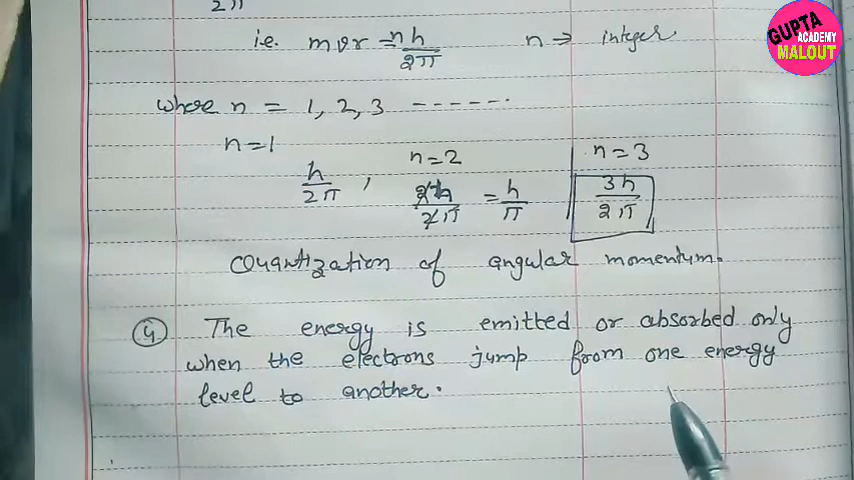 2π
i.e. mvr = nh/2π n ⇒ integer
where n = 1, 2, 3 ------.
n=1 n=2 n=3
h/2π , 2h/2π = h/π 3h/2π
Quantization of angular momentum.
4 The energy is emitted or absorbed only
when the electrons jump from one energy
level to another.
GUPTA
ACADEMY
MALOUT